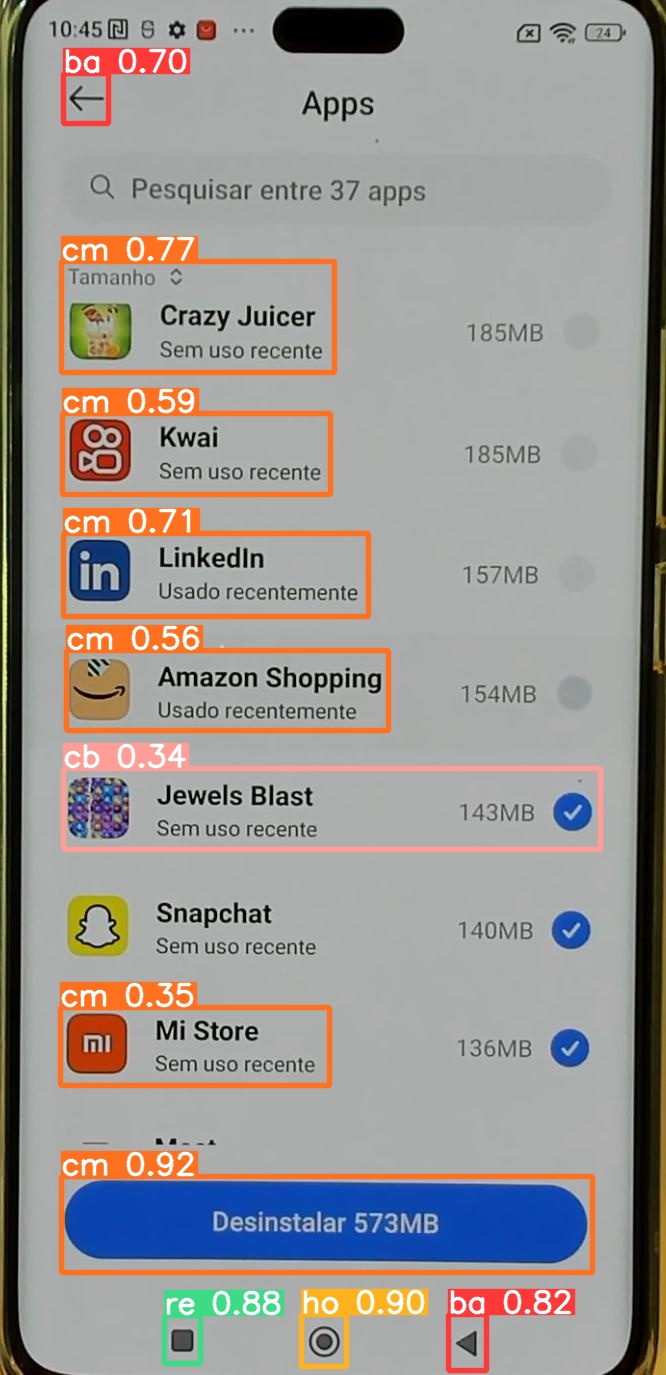 10:45
24
ba 0.70
Apps
Pesquisar entre 37 apps
cm 0.77
Tamanho
Crazy Juicer
185MB
Sem uso recente
cm 0.59
Kwai
185MB
Sem uso recente
cm 0.71
in
LinkedIn
157MB
Usado recentemente
cm 0.56
Amazon Shopping
154MB
Usado recentemente
cb 0.34
Jewels Blast
143MB
Sem uso recente
Snapchat
140MB
Sem uso recente
cm 0.35
mi
Mi Store
136MB
Sem uso recente
cm 0.92
Desinstalar 573MB
re 0.88
ho 0.90
ba 0.82